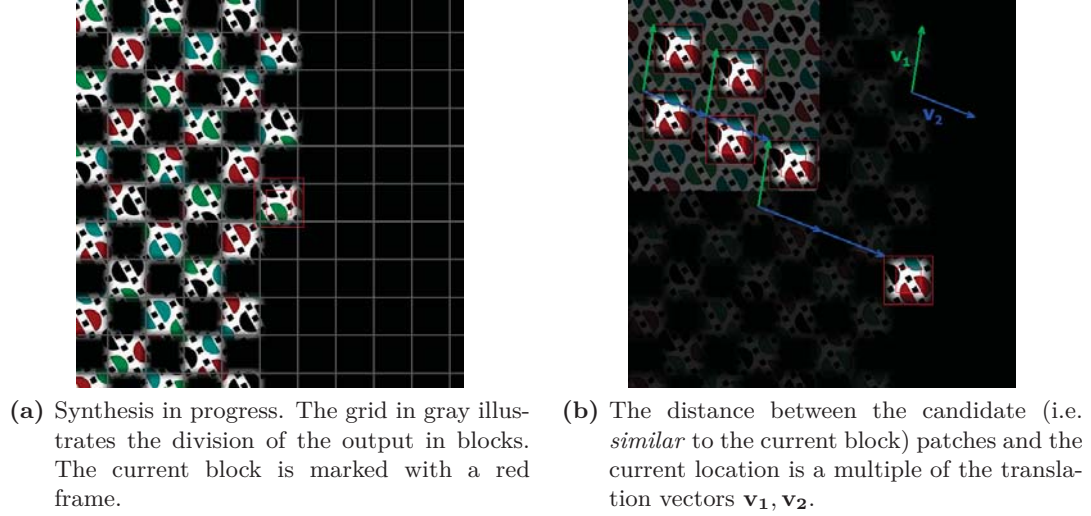 v₁
v₂
(a) Synthesis in progress. The grid in gray illus-
trates the division of the output in blocks.
The current block is marked with a red
frame.
(b) The distance between the candidate (i.e.
similar to the current block) patches and the
current location is a multiple of the transla-
tion vectors v₁, v₂.